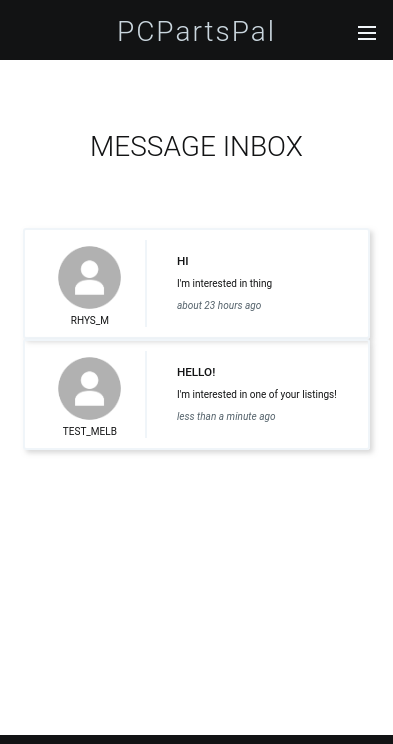 PCPartsPal
MESSAGE INBOX
HI
I'm interested in thing
about 23 hours ago
RHYS_M
HELLO!
I'm interested in one of your listings!
less than a minute ago
TEST_MELB